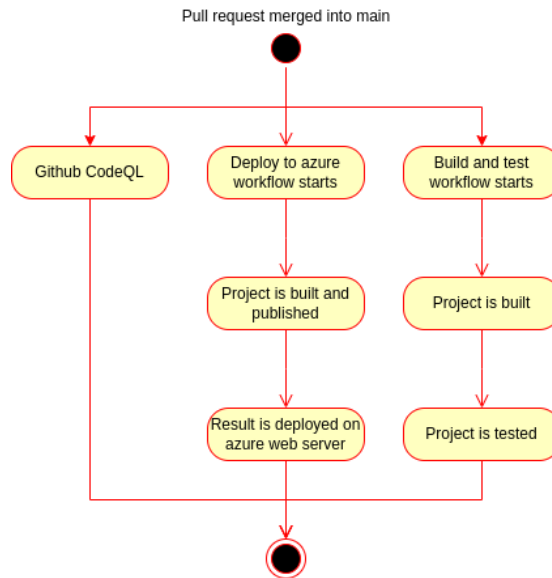 Pull request merged into main
Github CodeQL
Deploy to azure
workflow starts
Build and test
workflow starts
Project is built and
published
Project is built
Result is deployed on
azure web server
Project is tested